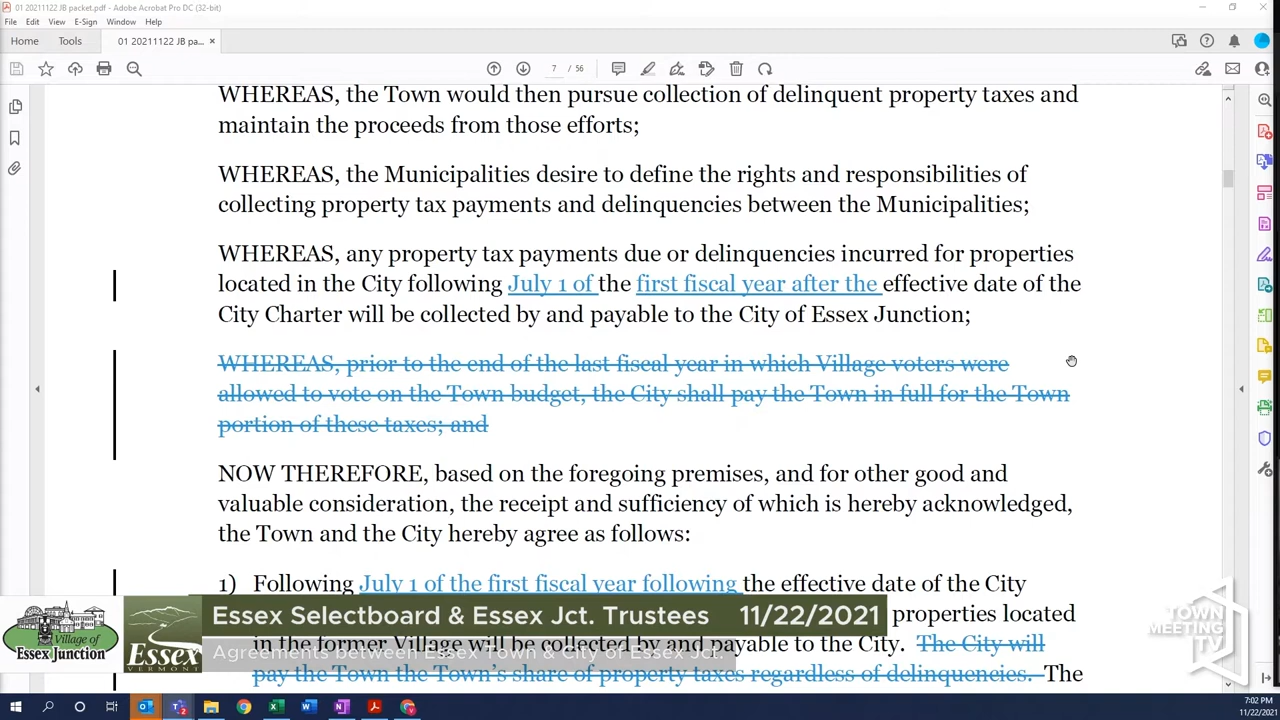 01 20211122 JB packet.pdf - Adobe Acrobat Pro DC (32-bit)
File Edit View E-Sign Window Help
Home Tools 01 20211122 JB pa... ×
7 / 56
WHEREAS, the Town would then pursue collection of delinquent property taxes and
maintain the proceeds from those efforts;
WHEREAS, the Municipalities desire to define the rights and responsibilities of
collecting property tax payments and delinquencies between the Municipalities;
WHEREAS, any property tax payments due or delinquencies incurred for properties
located in the City following July 1 of the first fiscal year after the effective date of the
City Charter will be collected by and payable to the City of Essex Junction;
WHEREAS, prior to the end of the last fiscal year in which Village voters were
allowed to vote on the Town budget, the City shall pay the Town in full for the Town
portion of these taxes; and
NOW THEREFORE, based on the foregoing premises, and for other good and
valuable consideration, the receipt and sufficiency of which is hereby acknowledged,
the Town and the City hereby agree as follows:
1) Following July 1 of the first fiscal year following the effective date of the City
properties located
in the former Village will be collected by and payable to the City. The City will
pay the Town the Town's share of property taxes regardless of delinquencies. The
Village of
Essex Junction
Essex
VERMONT
Essex Selectboard & Essex Jct. Trustees 11/22/2021
Agreements between Essex Town & City of Essex Jct.
TOWN
MEETING
TV
7:02 PM
11/22/2021